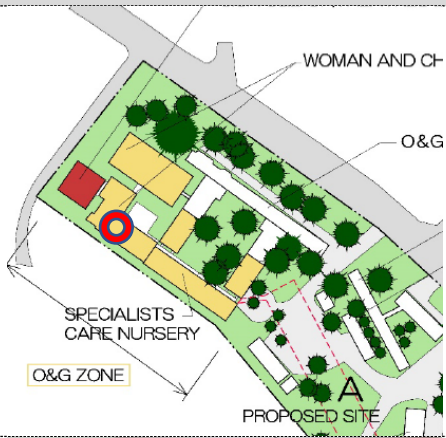 WOMAN AND CH
O&G
SPECIALISTS
CARE NURSERY
O&G ZONE
A
PROPOSED SITE